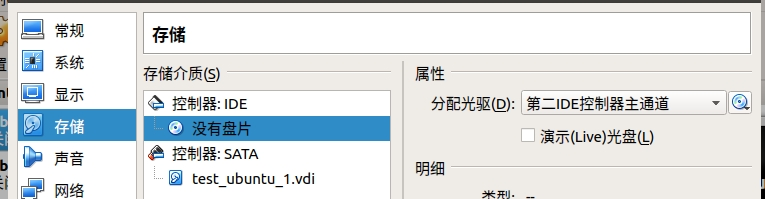 常规
系统
显示
存储
声音
网络
存储
存储介质(S)
控制器: IDE
没有盘片
控制器: SATA
test_ubuntu_1.vdi
属性
分配光驱(D): 第二IDE控制器主通道
演示(Live)光盘(L)
明细
类型: --